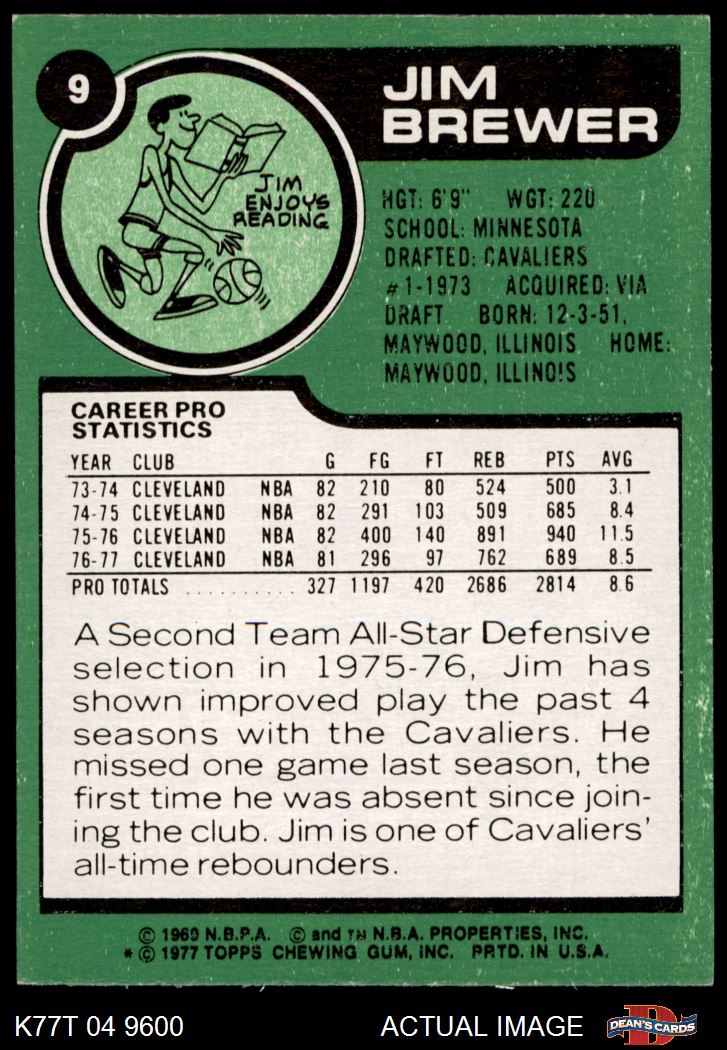 9
JIM
BREWER
JIM
ENJOYS
READING
HGT: 6'9" WGT: 220
SCHOOL: MINNESOTA
DRAFTED: CAVALIERS
#1-1973 ACQUIRED: VIA
DRAFT BORN: 12-3-51,
MAYWOOD, ILLINOIS HOME:
MAYWOOD, ILLINOIS
CAREER PRO
STATISTICS
YEAR CLUB G FG FT REB PTS AVG
73-74 CLEVELAND NBA 82 210 80 524 500 3.1
74-75 CLEVELAND NBA 82 291 103 509 685 8.4
75-76 CLEVELAND NBA 82 400 140 891 940 11.5
76-77 CLEVELAND NBA 81 296 97 762 689 8.5
PRO TOTALS .......... 327 1197 420 2686 2814 8.6
A Second Team All-Star Defensive
selection in 1975-76, Jim has
shown improved play the past 4
seasons with the Cavaliers. He
missed one game last season, the
first time he was absent since join-
ing the club. Jim is one of Cavaliers'
all-time rebounders.
© 1969 N.B.P.A. © and TM N.B.A. PROPERTIES, INC.
* © 1977 TOPPS CHEWING GUM, INC. PRTD. IN U.S.A.
K77T 04 9600 ACTUAL IMAGE D DEAN'S CARDS